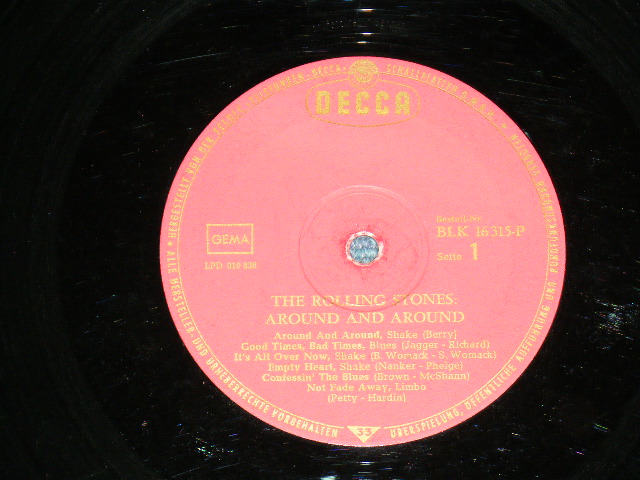 DECCA
GEMA
LPD 019 838
Bestell-Nr.
BLK 16315-P
Seite 1
THE ROLLING STONES:
AROUND AND AROUND
Around And Around, Shake (Berry)
Good Times, Bad Times, Blues (Jagger - Richard)
It's All Over Now, Shake (B. Womack - S. Womack)
Empty Heart, Shake (Nanker - Phelge)
Confessin' The Blues (Brown - McShann)
Not Fade Away, Limbo
(Petty - Hardin)
33
ALLE HERSTELLER- UND URHEBERRECHTE VORBEHALTEN
ÜBERSPIELUNG, ÖFFENTLICHE AUFFÜHRUNG UND
HERGESTELLT VON DER